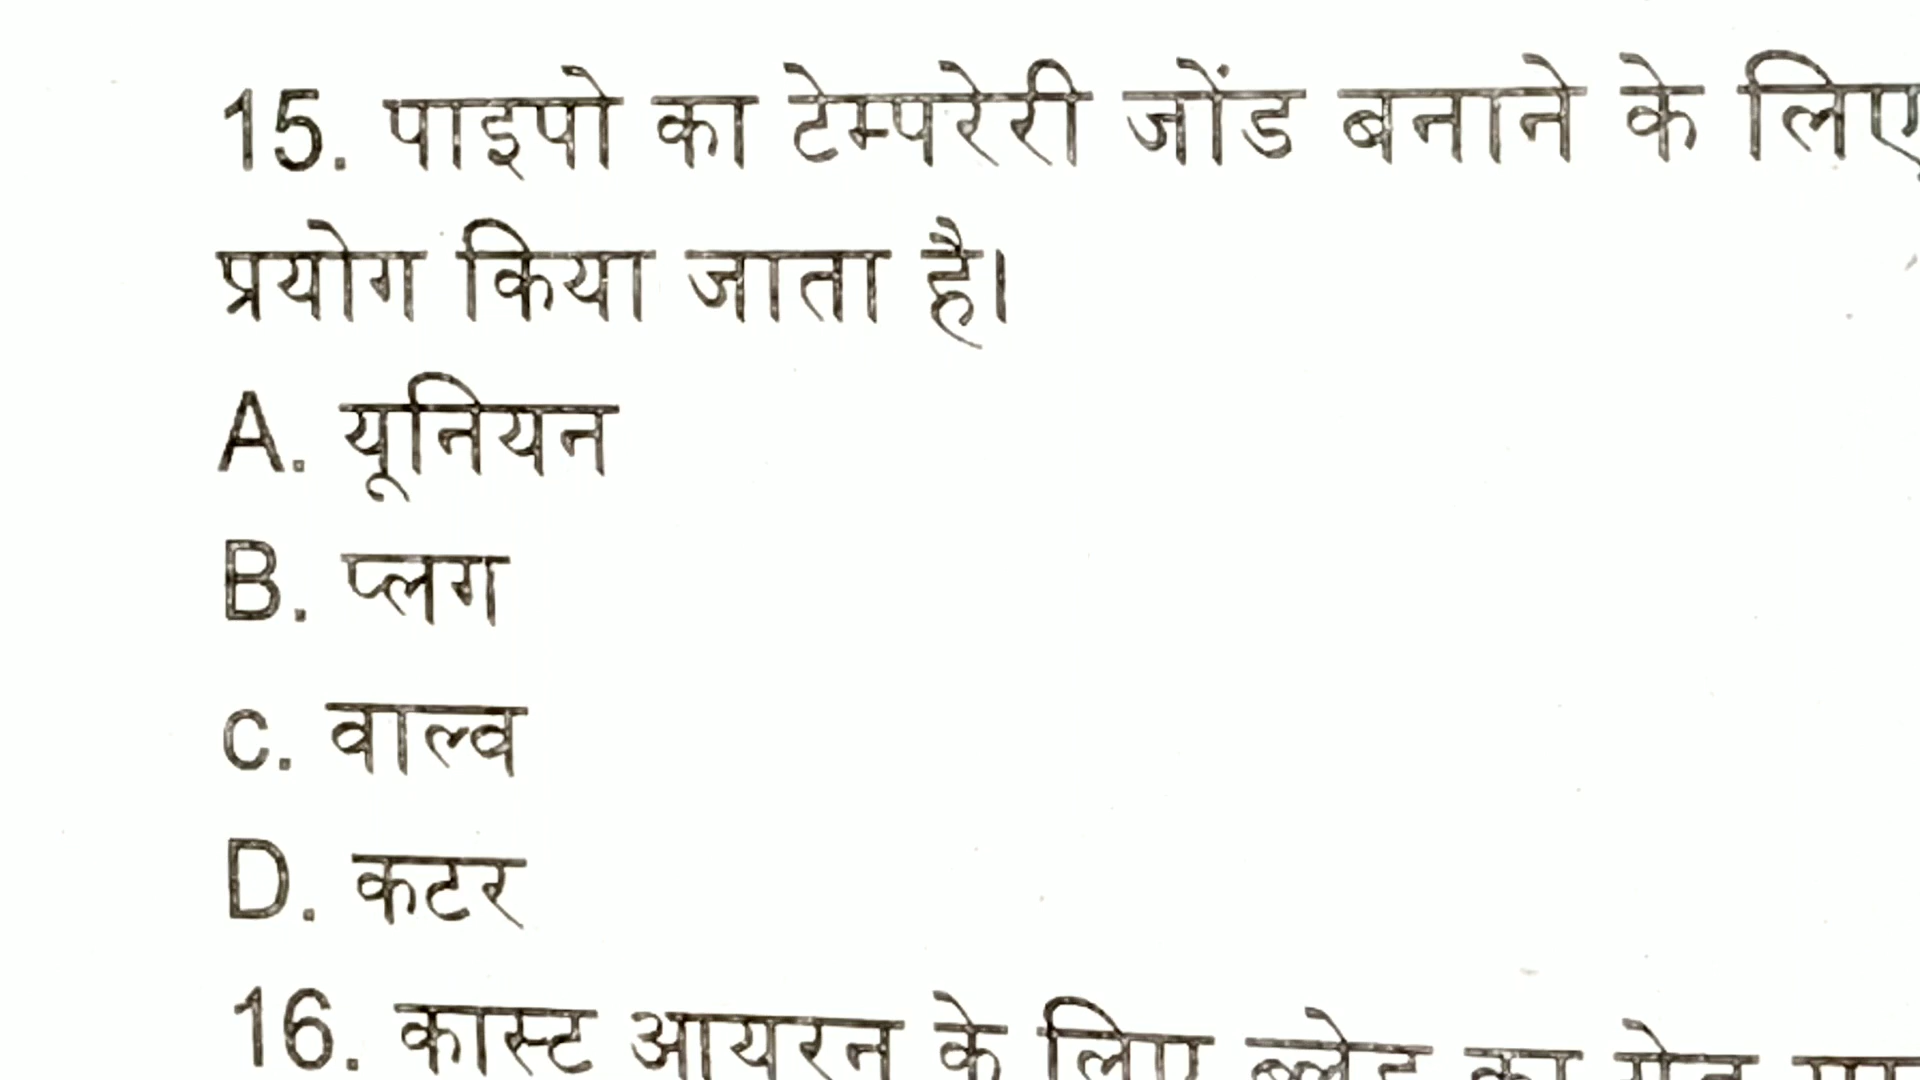 15. पाइपो का टेम्परेरी जोंड बनाने के लिए
प्रयोग किया जाता है।
A. यूनियन
B. प्लग
c. वाल्व
D. कटर
16. कास्ट आयरन के लिए ब्लेड का